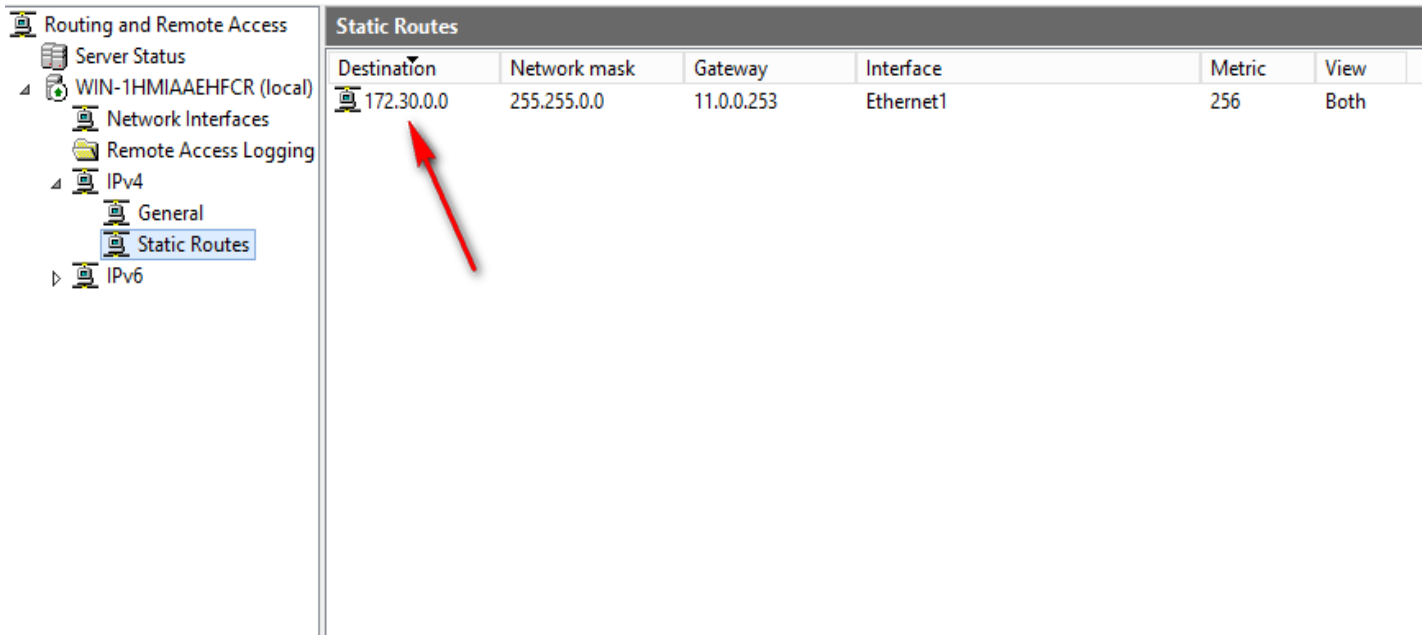 Routing and Remote Access
Server Status
WIN-1HMIAAEHFCR (local)
Network Interfaces
Remote Access Logging
IPv4
General
Static Routes
IPv6
Static Routes
Destination Network mask Gateway Interface Metric View
172.30.0.0 255.255.0.0 11.0.0.253 Ethernet1 256 Both